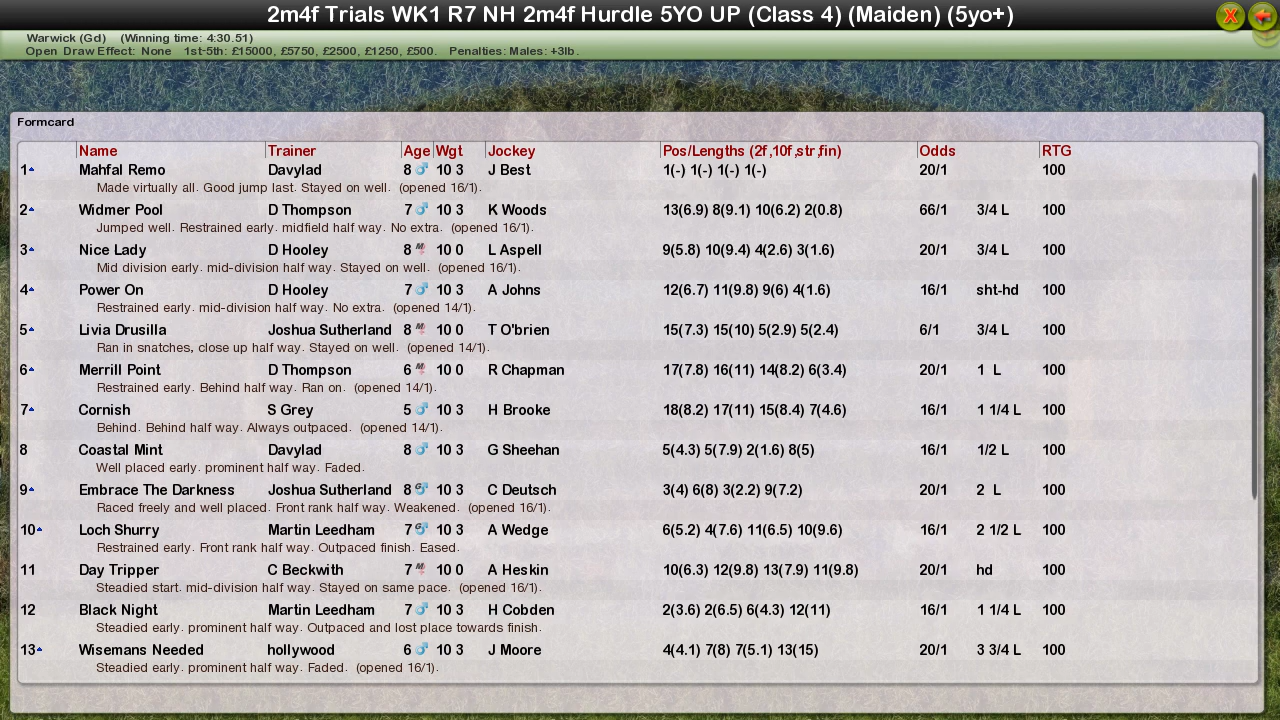 2m4f Trials WK1 R7 NH 2m4f Hurdle 5YO UP (Class 4) (Maiden) (5yo+)
Warwick (Gd) (Winning time: 4:30.51)
Open Draw Effect: None 1st-5th: £15000, £5750, £2500, £1250, £500. Penalties: Males: +3lb.
Formcard
Name Trainer Age Wgt Jockey Pos/Lengths (2f,10f,str,fin) Odds RTG
1 Mahfal Remo Davylad 8 10 3 J Best 1(-) 1(-) 1(-) 1(-) 20/1 100
Made virtually all. Good jump last. Stayed on well. (opened 16/1).
2 Widmer Pool D Thompson 7 10 3 K Woods 13(6.9) 8(9.1) 10(6.2) 2(0.8) 66/1 3/4 L 100
Jumped well. Restrained early. midfield half way. No extra. (opened 16/1).
3 Nice Lady D Hooley 8 10 0 L Aspell 9(5.8) 10(9.4) 4(2.6) 3(1.6) 20/1 3/4 L 100
Mid division early. mid-division half way. Stayed on well. (opened 16/1).
4 Power On D Hooley 7 10 3 A Johns 12(6.7) 11(9.8) 9(6) 4(1.6) 16/1 sht-hd 100
Restrained early. mid-division half way. No extra. (opened 14/1).
5 Livia Drusilla Joshua Sutherland 8 10 0 T O'brien 15(7.3) 15(10) 5(2.9) 5(2.4) 6/1 3/4 L 100
Ran in snatches, close up half way. Stayed on well. (opened 14/1).
6 Merrill Point D Thompson 6 10 0 R Chapman 17(7.8) 16(11) 14(8.2) 6(3.4) 20/1 1 L 100
Restrained early. Behind half way. Ran on. (opened 14/1).
7 Cornish S Grey 5 10 3 H Brooke 18(8.2) 17(11) 15(8.4) 7(4.6) 16/1 1 1/4 L 100
Behind. Behind half way. Always outpaced. (opened 14/1).
8 Coastal Mint Davylad 8 10 3 G Sheehan 5(4.3) 5(7.9) 2(1.6) 8(5) 16/1 1/2 L 100
Well placed early. prominent half way. Faded.
9 Embrace The Darkness Joshua Sutherland 8 10 3 C Deutsch 3(4) 6(8) 3(2.2) 9(7.2) 20/1 2 L 100
Raced freely and well placed. Front rank half way. Weakened. (opened 16/1).
10 Loch Shurry Martin Leedham 7 10 3 A Wedge 6(5.2) 4(7.6) 11(6.5) 10(9.6) 16/1 2 1/2 L 100
Restrained early. Front rank half way. Outpaced finish. Eased.
11 Day Tripper C Beckwith 7 10 0 A Heskin 10(6.3) 12(9.8) 13(7.9) 11(9.8) 20/1 hd 100
Steadied start. mid-division half way. Stayed on same pace. (opened 16/1).
12 Black Night Martin Leedham 7 10 3 H Cobden 2(3.6) 2(6.5) 6(4.3) 12(11) 16/1 1 1/4 L 100
Steadied early. prominent half way. Outpaced and lost place towards finish.
13 Wisemans Needed hollywood 6 10 3 J Moore 4(4.1) 7(8) 7(5.1) 13(15) 20/1 3 3/4 L 100
Steadied early. prominent half way. Faded. (opened 16/1).